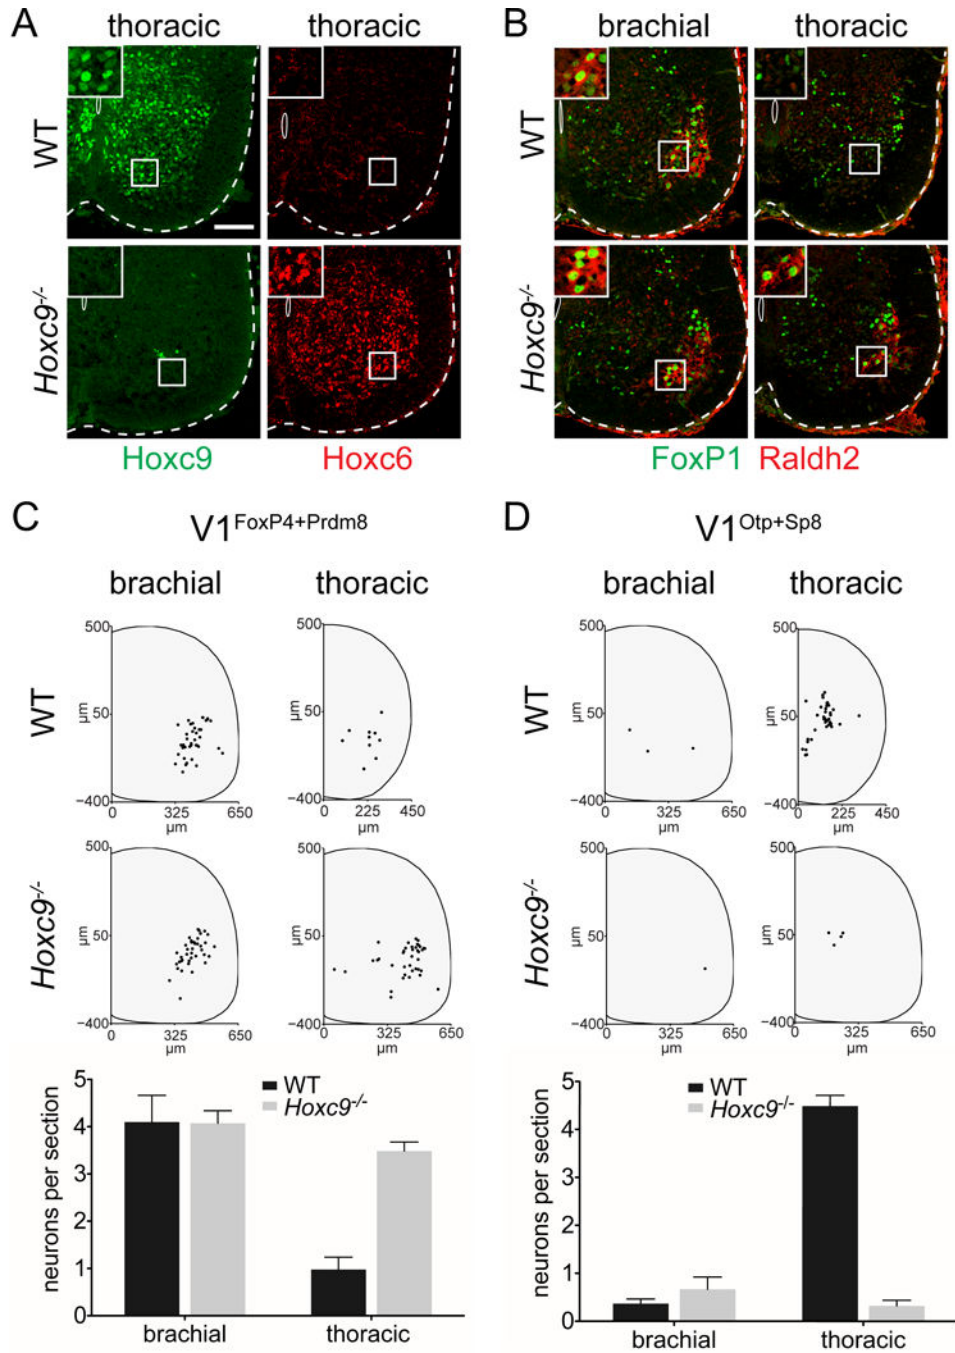 A
thoracic thoracic
WT
Hoxc9-/-
Hoxc9 Hoxc6
B
brachial thoracic
WT
Hoxc9-/-
FoxP1 Raldh2
C
V1FoxP4+Prdm8
brachial thoracic
WT
500
50
−400
µm
0 325 650
µm
500
50
−400
µm
0 225 450
µm
Hoxc9-/-
500
50
−400
µm
0 325 650
µm
500
50
−400
µm
0 325 650
µm
neurons per section
5
4
3
2
1
0
WT
Hoxc9-/-
brachial thoracic
D
V1Otp+Sp8
brachial thoracic
WT
500
50
−400
µm
0 325 650
µm
500
50
−400
µm
0 225 450
µm
Hoxc9-/-
500
50
−400
µm
0 325 650
µm
500
50
−400
µm
0 325 650
µm
neurons per section
5
4
3
2
1
0
WT
Hoxc9-/-
brachial thoracic